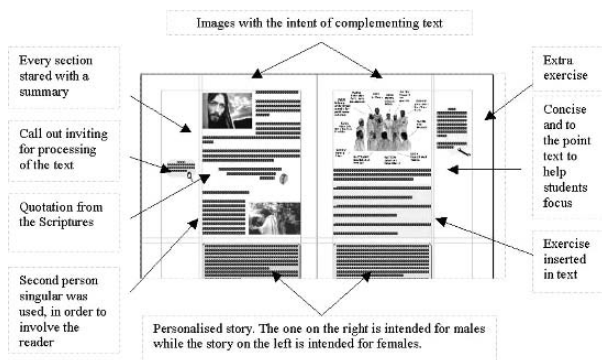 Images with the intent of complementing text
Every section
stared with a
summary
Call out inviting
for processing
of the text
Quotation from
the Scriptures
Second person
singular was
used, in order to
involve the
reader
Extra
exercise
Concise and to
the point
text to
help
students
focus
Exercise
inserted
in text
Personalised story. The one on the right is intended for males
while the story on the left is intended for females.